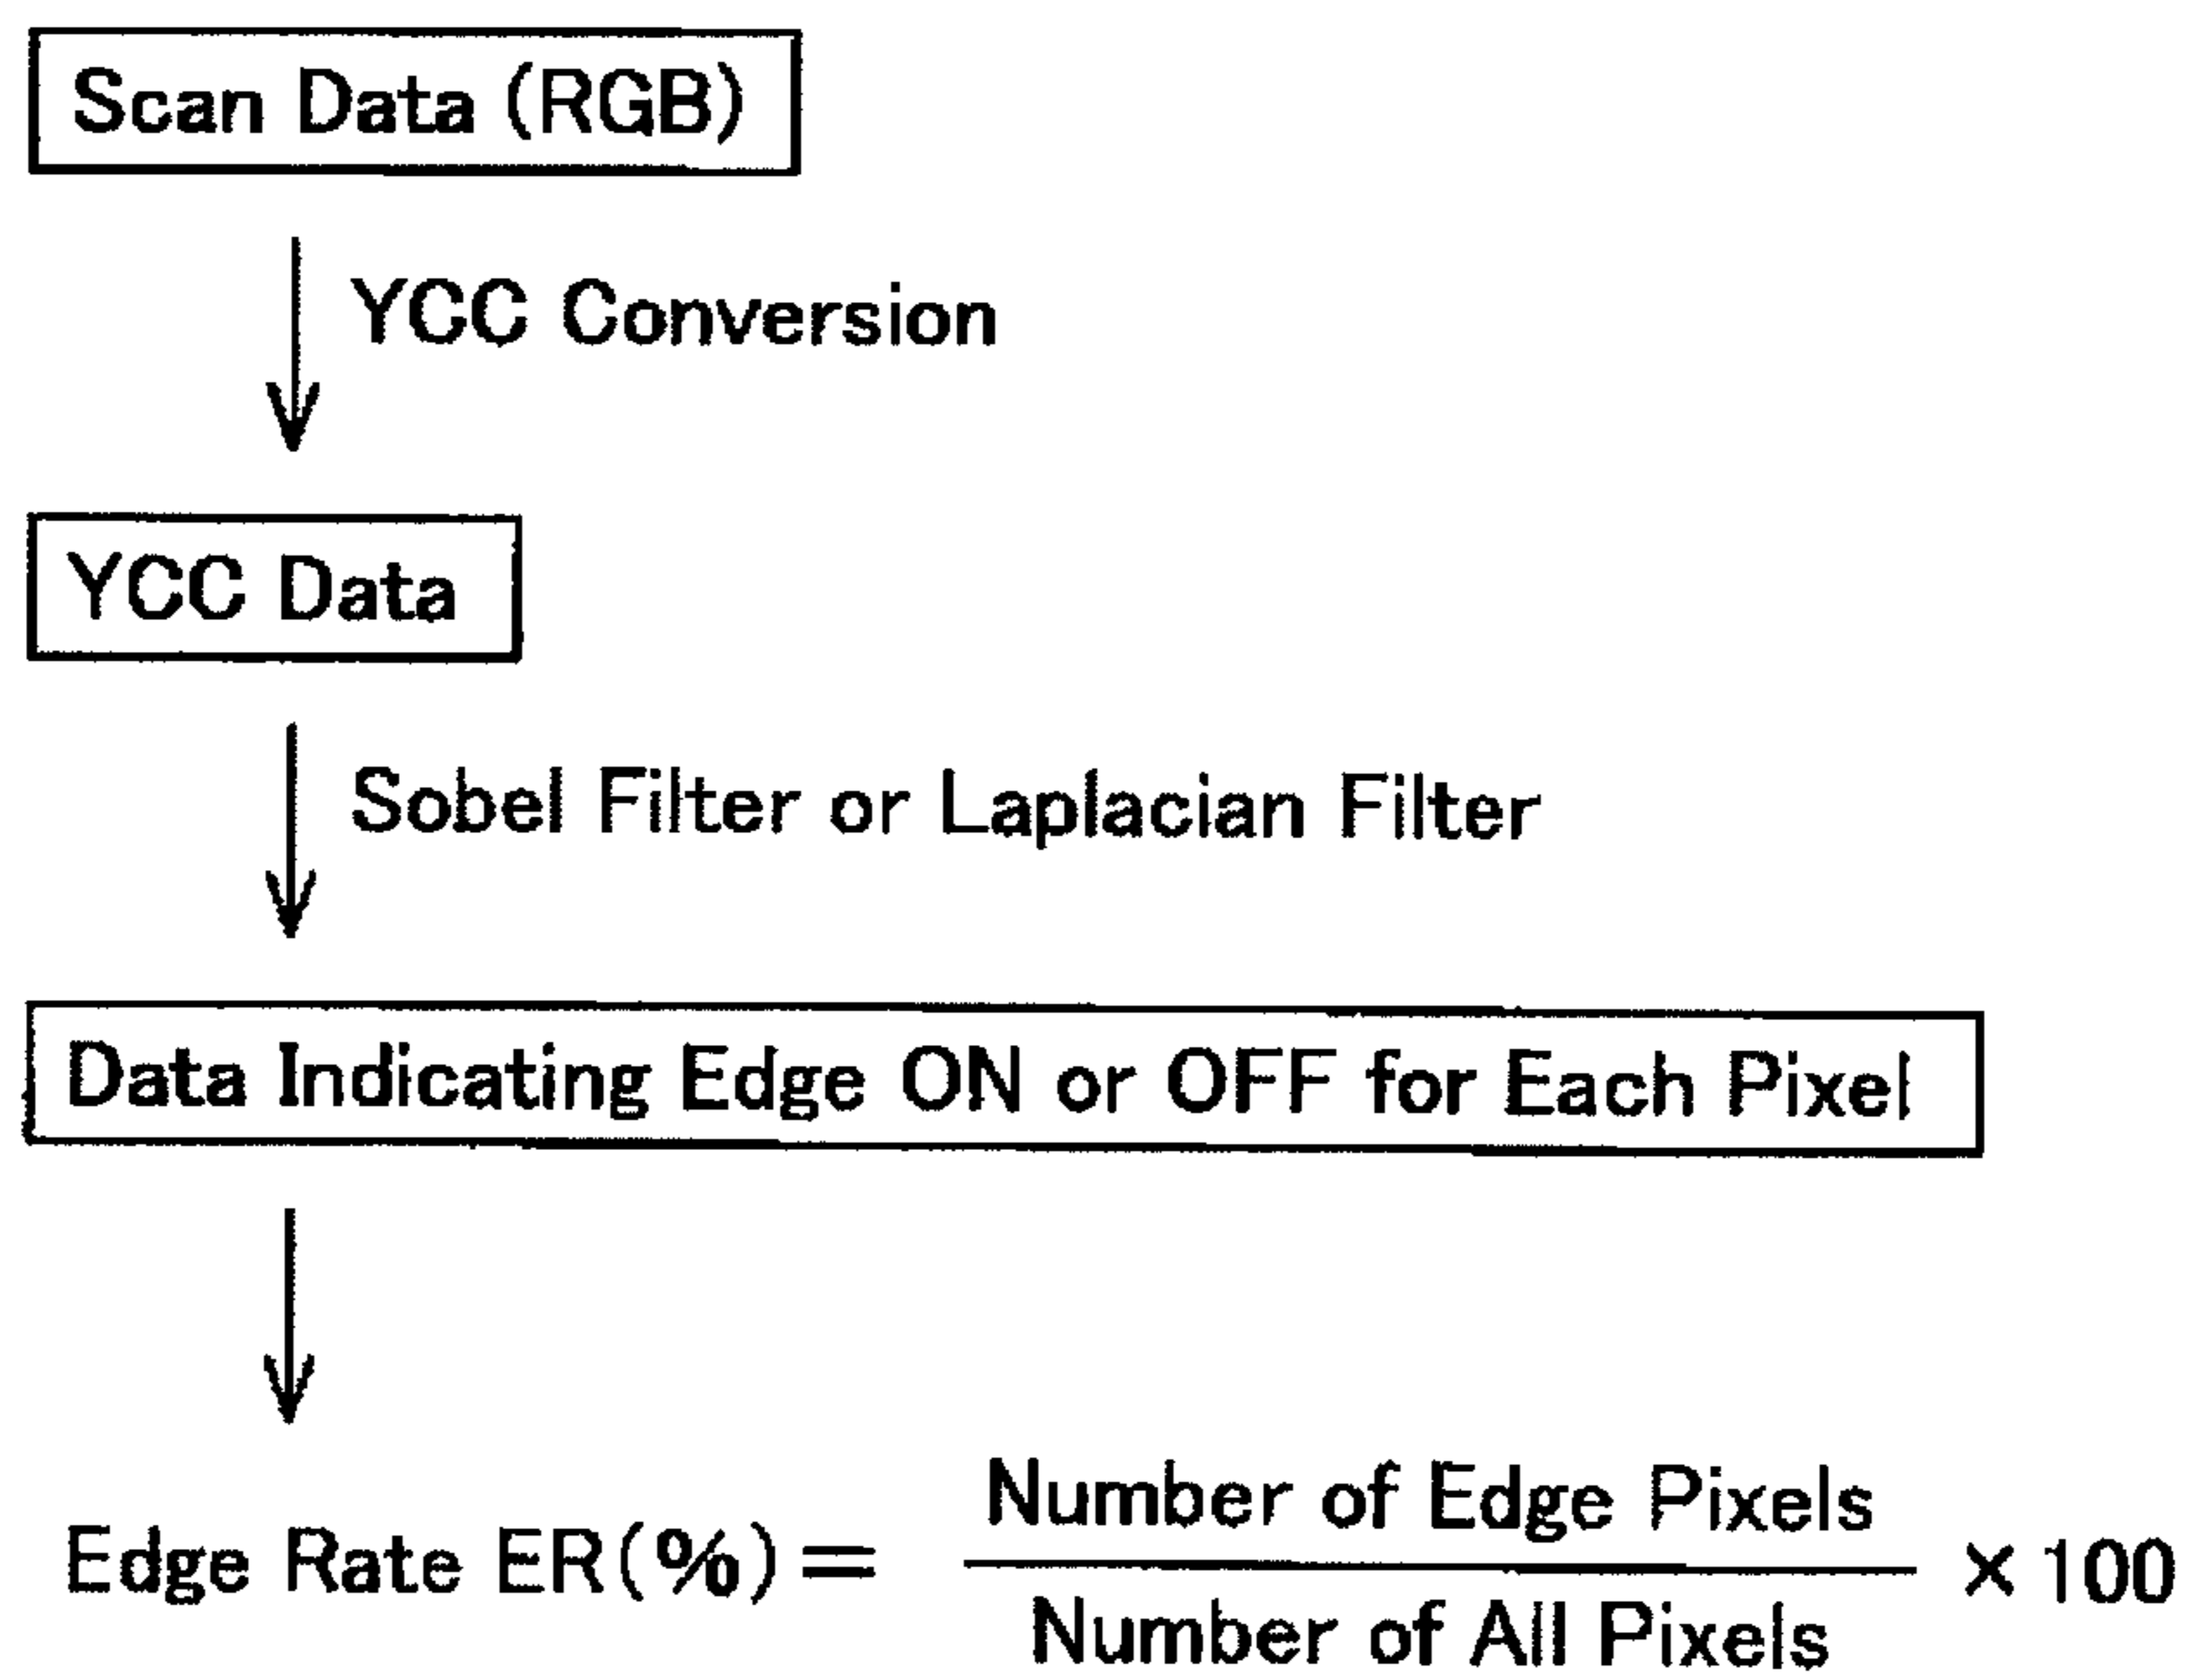 Scan Data (RGB)
YCC Conversion
YCC Data
Sobel Filter or Laplacian Filter
Data Indicating Edge ON or OFF for Each Pixel
Number of Edge Pixels
Edge Rate ER(%)= × 100
Number of All Pixels